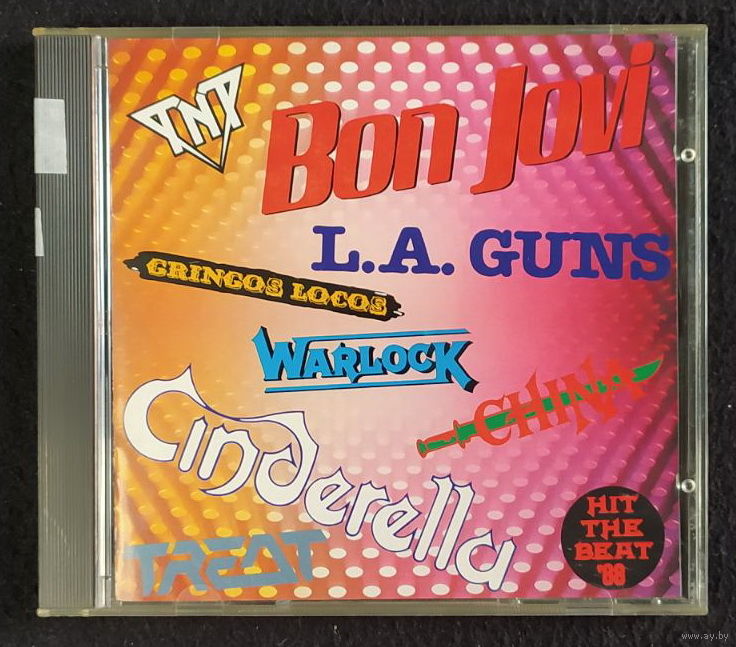 TNT
Bon Jovi
L.A. GUNS
GRINGOS LOCOS
WARLOCK
CHINA
Cinderella
TREAT
HIT
THE
BEAT
'88
www.ay.by